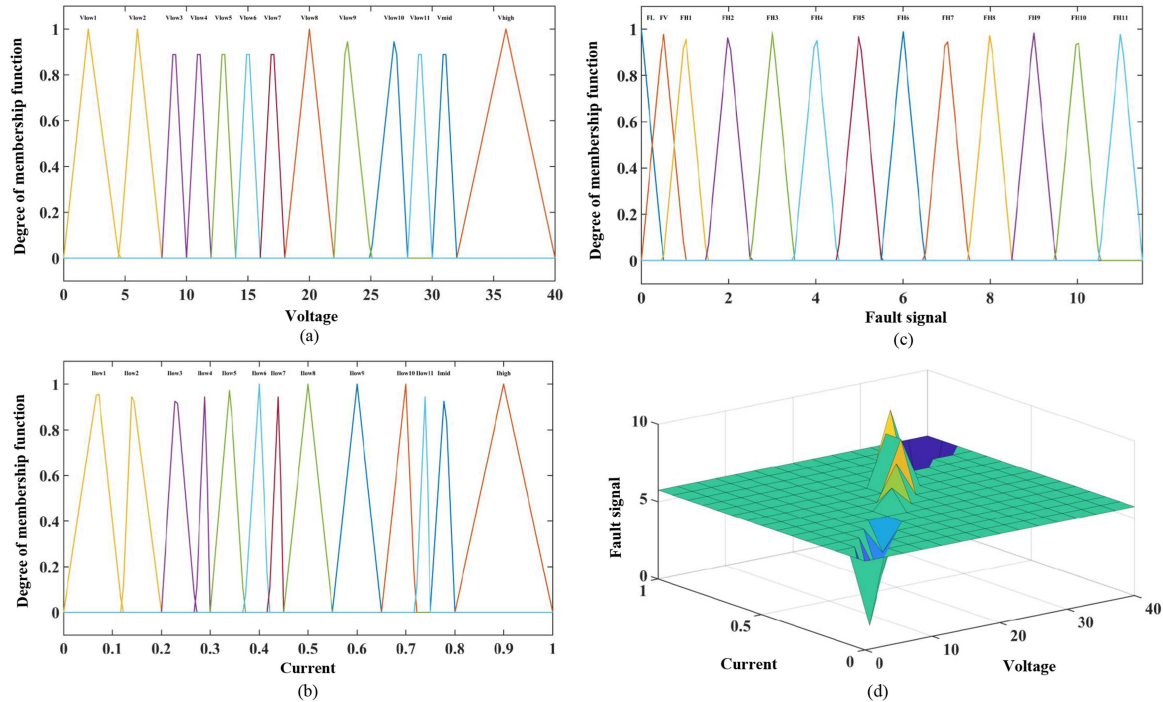 Vlow1 Vlow2 Vlow3 Vlow4 Vlow5 Vlow6 Vlow7 Vlow8 Vlow9 Vlow10 Vlow11 Vmid Vhigh
1
0.8
0.6
0.4
0.2
0
Degree of membership function
0 5 10 15 20 25 30 35 40
Voltage
(a)
FL FV FH1 FH2 FH3 FH4 FH5 FH6 FH7 FH8 FH9 FH10 FH11
1
0.8
0.6
0.4
0.2
0
Degree of membership function
0 2 4 6 8 10
Fault signal
(c)
Ilow1 Ilow2 Ilow3 Ilow4 Ilow5 Ilow6 Ilow7 Ilow8 Ilow9 Ilow10 Ilow11 Imid Ihigh
1
0.8
0.6
0.4
0.2
0
Degree of membership function
0 0.1 0.2 0.3 0.4 0.5 0.6 0.7 0.8 0.9 1
Current
(b)
10
5
0
Fault signal
1
0.5
0
Current
0
10
20
30
40
Voltage
(d)